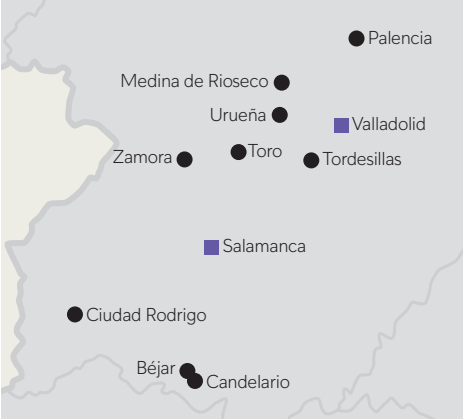 Palencia
Medina de Rioseco
Urueña
Valladolid
Toro
Zamora
Tordesillas
Salamanca
Ciudad Rodrigo
Béjar
Candelario